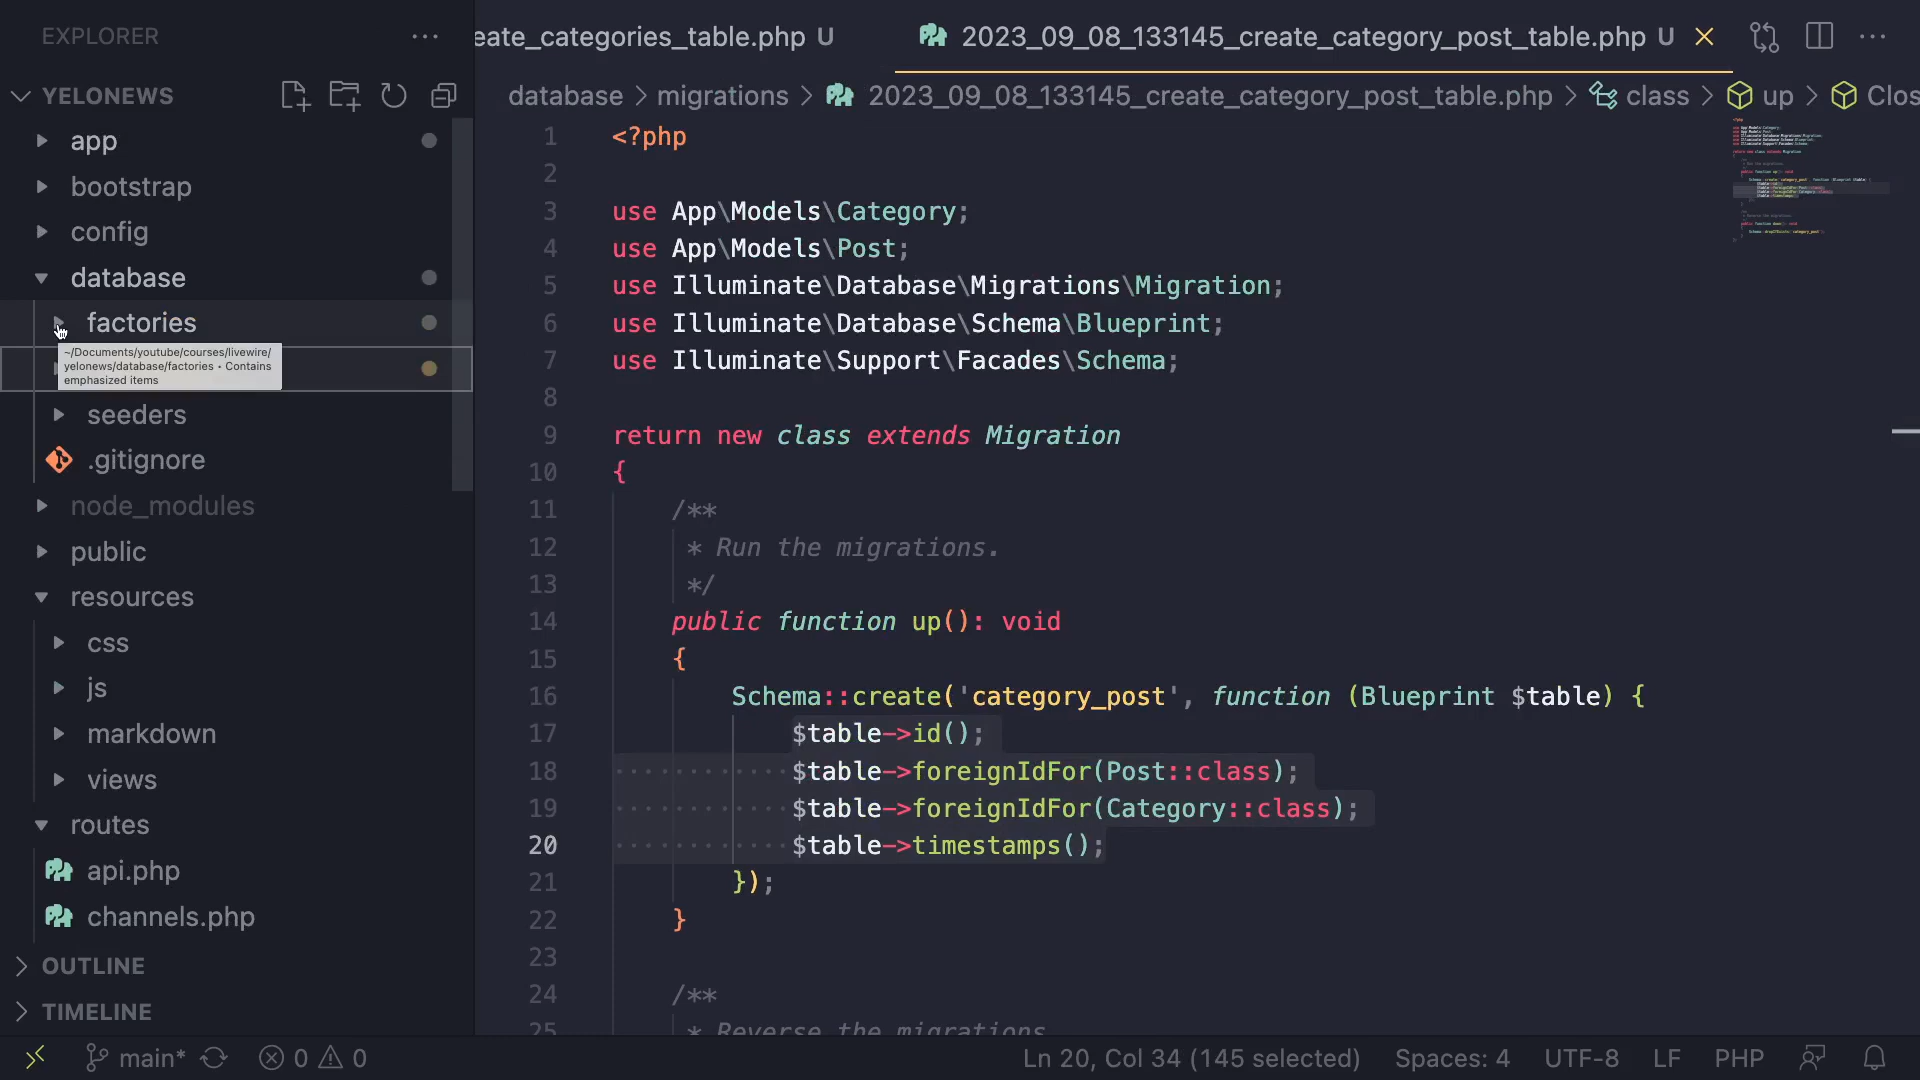 EXPLORER
YELONEWS
app
bootstrap
config
database
factories
~/Documents/youtube/courses/livewire/
yelonews/database/factories • Contains
emphasized items
seeders
.gitignore
node_modules
public
resources
css
js
markdown
views
routes
api.php
channels.php
OUTLINE
TIMELINE
eate_categories_table.php U
2023_09_08_133145_create_category_post_table.php U
database > migrations > 2023_09_08_133145_create_category_post_table.php > class > up > Clos
1 <?php
2
3 use App\Models\Category;
4 use App\Models\Post;
5 use Illuminate\Database\Migrations\Migration;
6 use Illuminate\Database\Schema\Blueprint;
7 use Illuminate\Support\Facades\Schema;
8
9 return new class extends Migration
10 {
11 /**
12 * Run the migrations.
13 */
14 public function up(): void
15 {
16 Schema::create('category_post', function (Blueprint $table) {
17 $table->id();
18 $table->foreignIdFor(Post::class);
19 $table->foreignIdFor(Category::class);
20 $table->timestamps();
21 });
22 }
23
24 /**
25 * Reverse the migrations
main* 0 0
Ln 20, Col 34 (145 selected) Spaces: 4 UTF-8 LF PHP